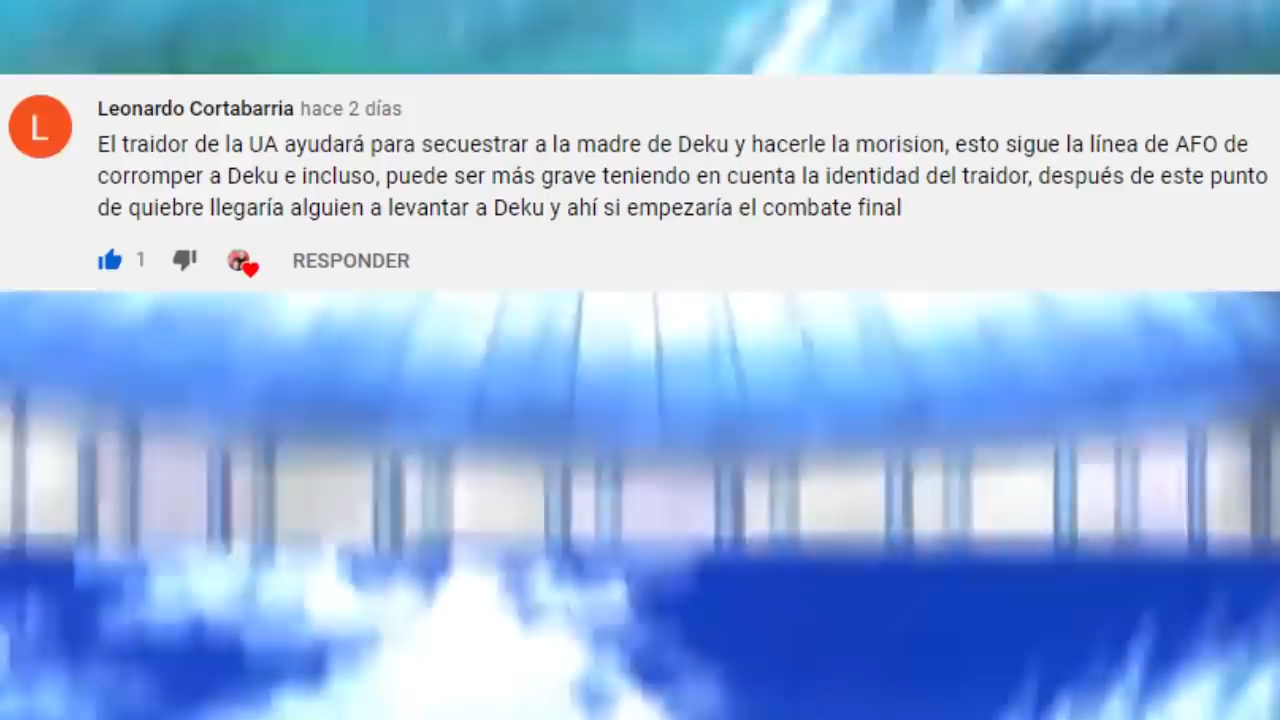 L
Leonardo Cortabarria hace 2 días
El traidor de la UA ayudará para secuestrar a la madre de Deku y hacerle la morision, esto sigue la línea de AFO de
corromper a Deku e incluso, puede ser más grave teniendo en cuenta la identidad del traidor, después de este punto
de quiebre llegaría alguien a levantar a Deku y ahí si empezaría el combate final
1 RESPONDER